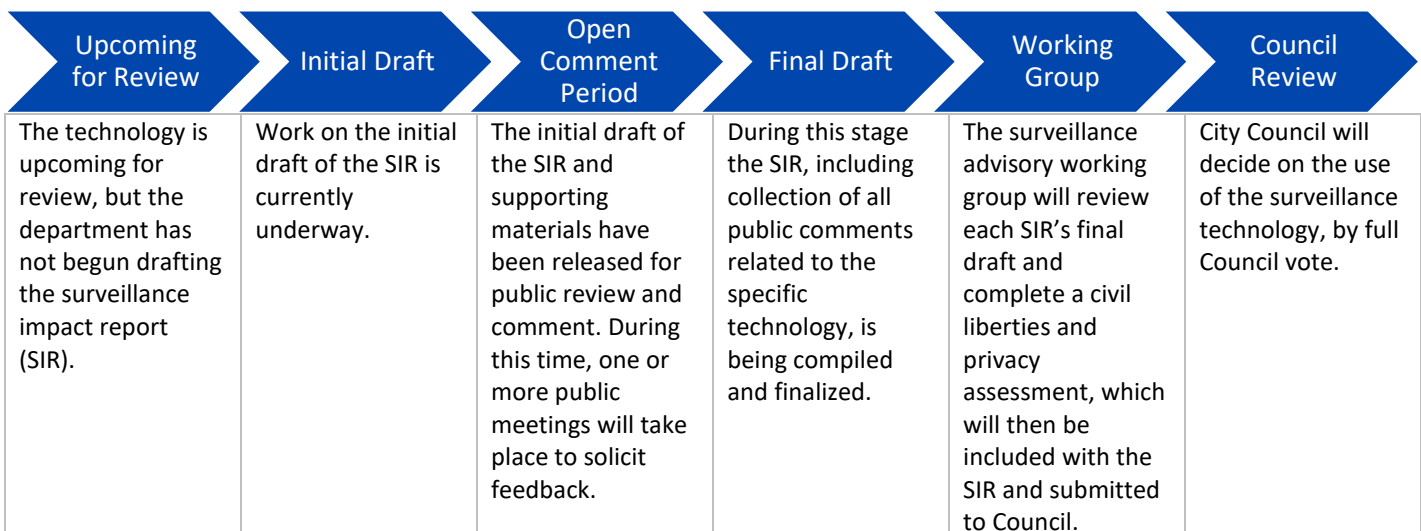 Upcoming
for Review
Initial Draft
Open
Comment
Period
Final Draft
Working
Group
Council
Review
The technology is
upcoming for
review, but the
department has
not begun drafting
the surveillance
impact report
(SIR).
Work on the initial
draft of the SIR is
currently
underway.
The initial draft of
the SIR and
supporting
materials have
been released for
public review and
comment. During
this time, one or
more public
meetings will take
place to solicit
feedback.
During this stage
the SIR, including
collection of all
public comments
related to the
specific
technology, is
being compiled
and finalized.
The surveillance
advisory working
group will review
each SIR’s final
draft and
complete a civil
liberties and
privacy
assessment, which
will then be
included with the
SIR and submitted
to Council.
City Council will
decide on the use
of the surveillance
technology, by full
Council vote.